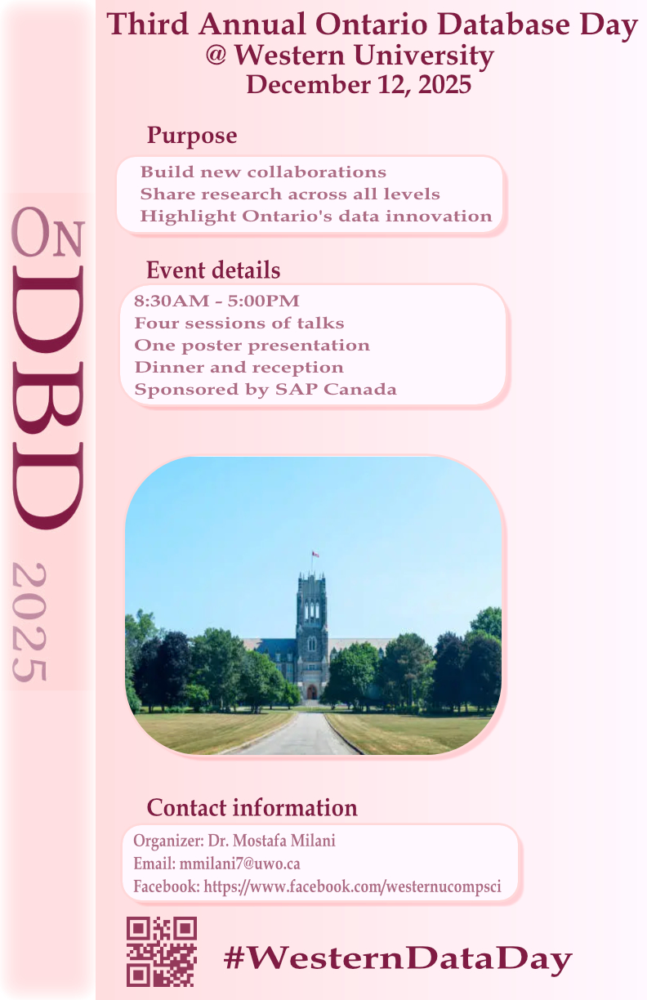 Third Annual Ontario Database Day
@ Western University
December 12, 2025
Purpose
Build new collaborations
Share research across all levels
Highlight Ontario's data innovation
Event details
8:30AM - 5:00PM
Four sessions of talks
One poster presentation
Dinner and reception
Sponsored by SAP Canada
ON DBD 2025
Contact information
Organizer: Dr. Mostafa Milani
Email: mmilani7@uwo.ca
Facebook: https://www.facebook.com/westernucompsci
#WesternDataDay